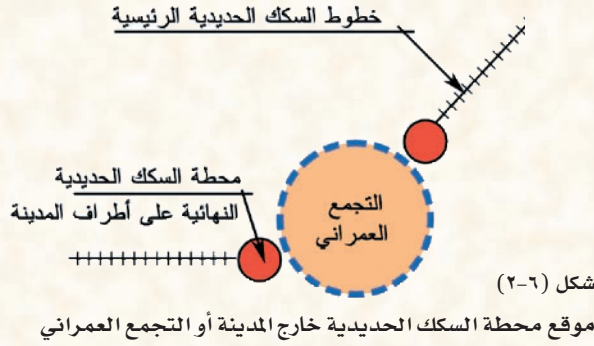 خطوط السكك الحديدية الرئيسية
محطة السكك الحديدية
النهائية على أطراف المدينة
التجمع
العمراني
شكل (٦-٢)
موقع محطة السكك الحديدية خارج المدينة أو التجمع العمراني